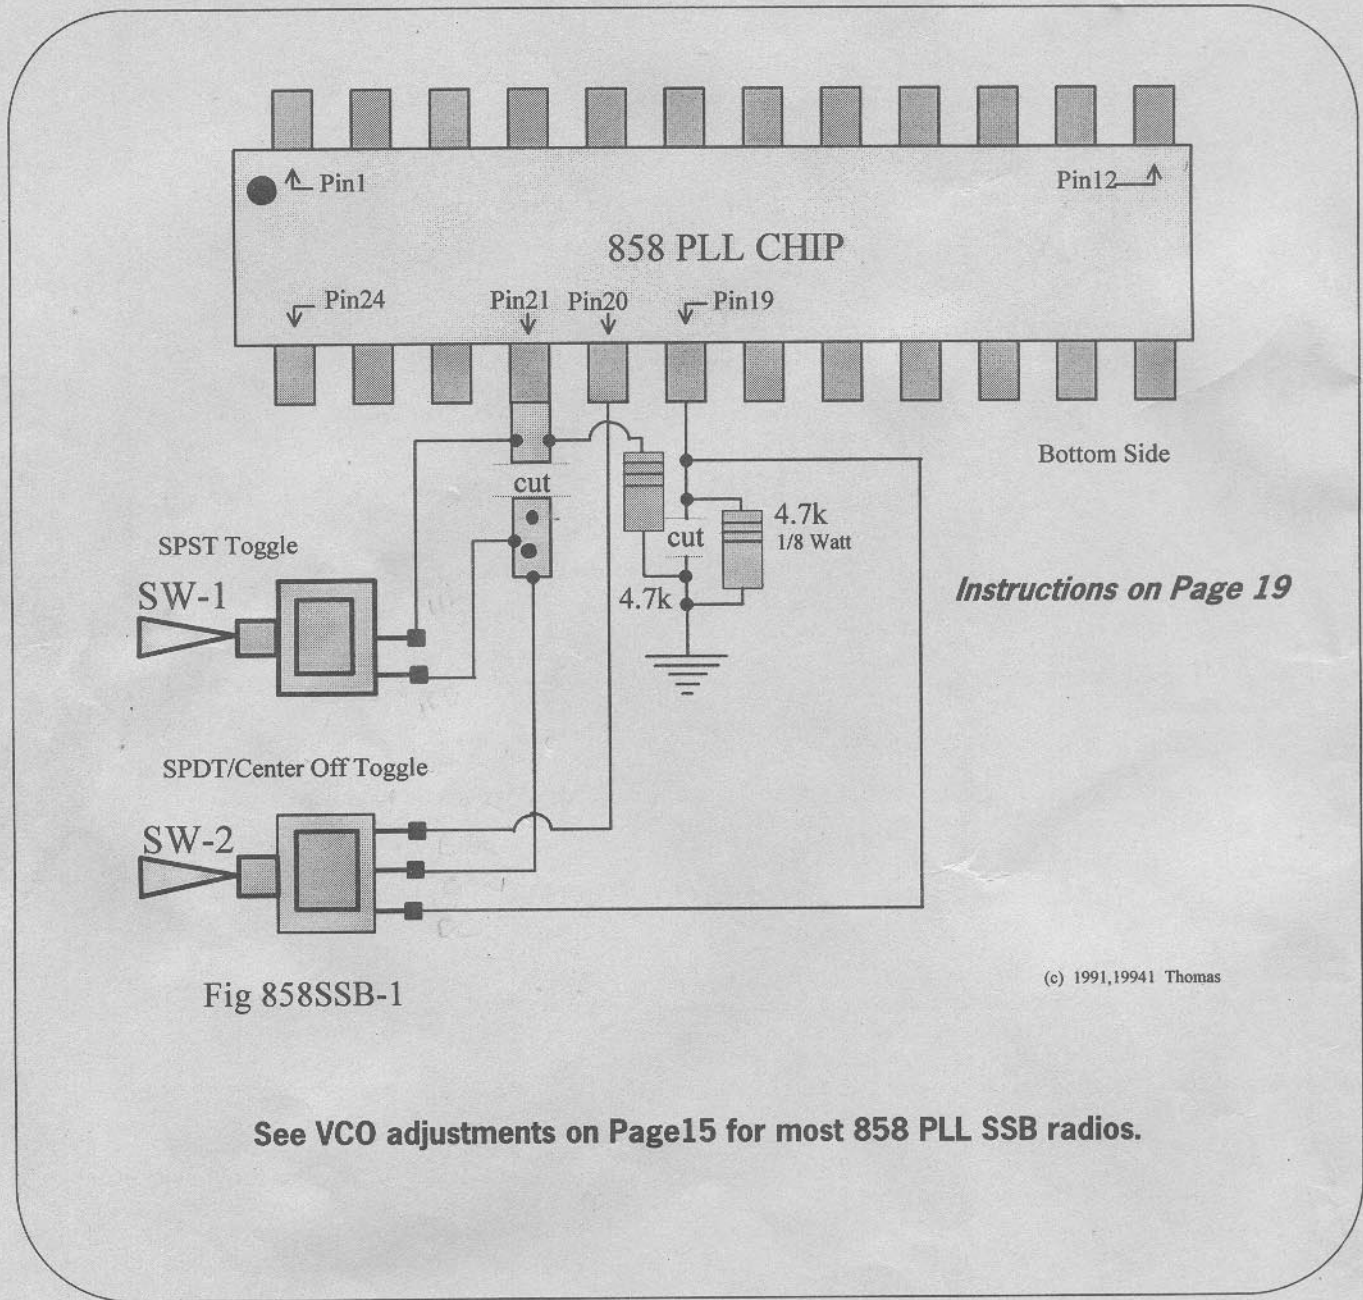 Pin1
Pin12
858 PLL CHIP
Pin24
Pin21
Pin20
Pin19
Bottom Side
cut
4.7k
1/8 Watt
cut
SPST Toggle
SW-1
4.7k
Instructions on Page 19
SPDT/Center Off Toggle
SW-2
Fig 858SSB-1
(c) 1991,19941 Thomas
See VCO adjustments on Page15 for most 858 PLL SSB radios.